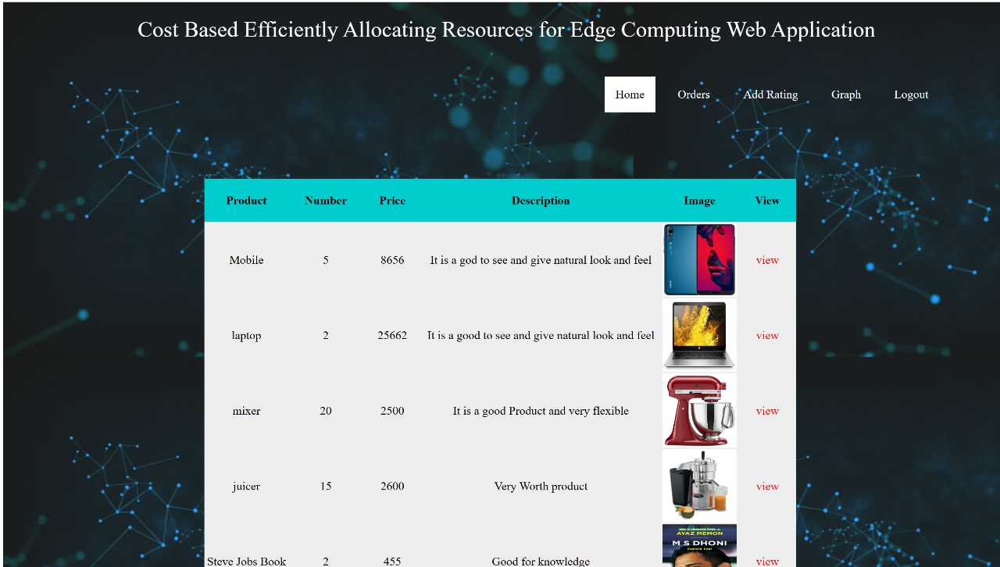 Cost Based Efficiently Allocating Resources for Edge Computing Web Application
Home Orders Add Rating Graph Logout
Product Number Price Description Image View
Mobile 5 8656 It is a god to see and give natural look and feel view
laptop 2 25662 It is a good to see and give natural look and feel view
mixer 20 2500 It is a good Product and very flexible view
juicer 15 2600 Very Worth product view
AYAZ MEMON
M S DHONI
Captain Cool
Steve Jobs Book 2 455 Good for knowledge view